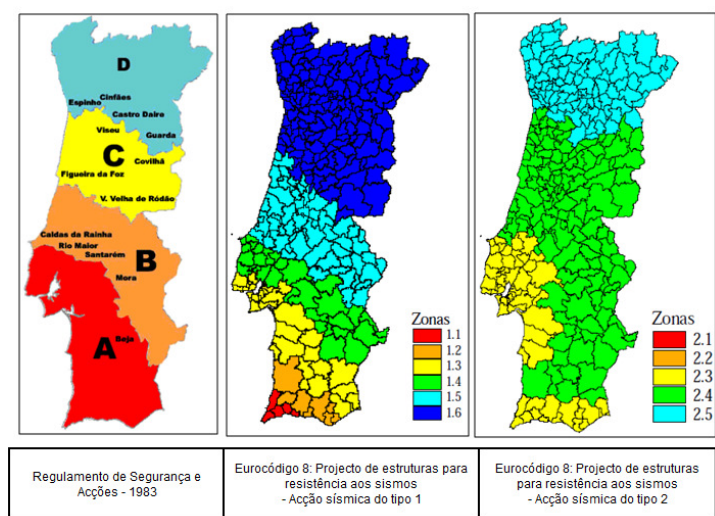 D
Cinfães
Espinho
Castro Daire
Viseu
Guarda
C
Covilhã
Figueira da Foz
V. Velha de Ródão
Caldas da Rainha
Rio Maior
B
Santarém
Mora
A
Beja
Zonas
1.1
1.2
1.3
1.4
1.5
1.6
Zonas
2.1
2.2
2.3
2.4
2.5
Regulamento de Segurança e
Acções - 1983
Eurocódigo 8: Projecto de estruturas para
resistência aos sismos
- Acção sísmica do tipo 1
Eurocódigo 8: Projecto de estruturas
para resistência aos sismos
- Acção sísmica do tipo 2